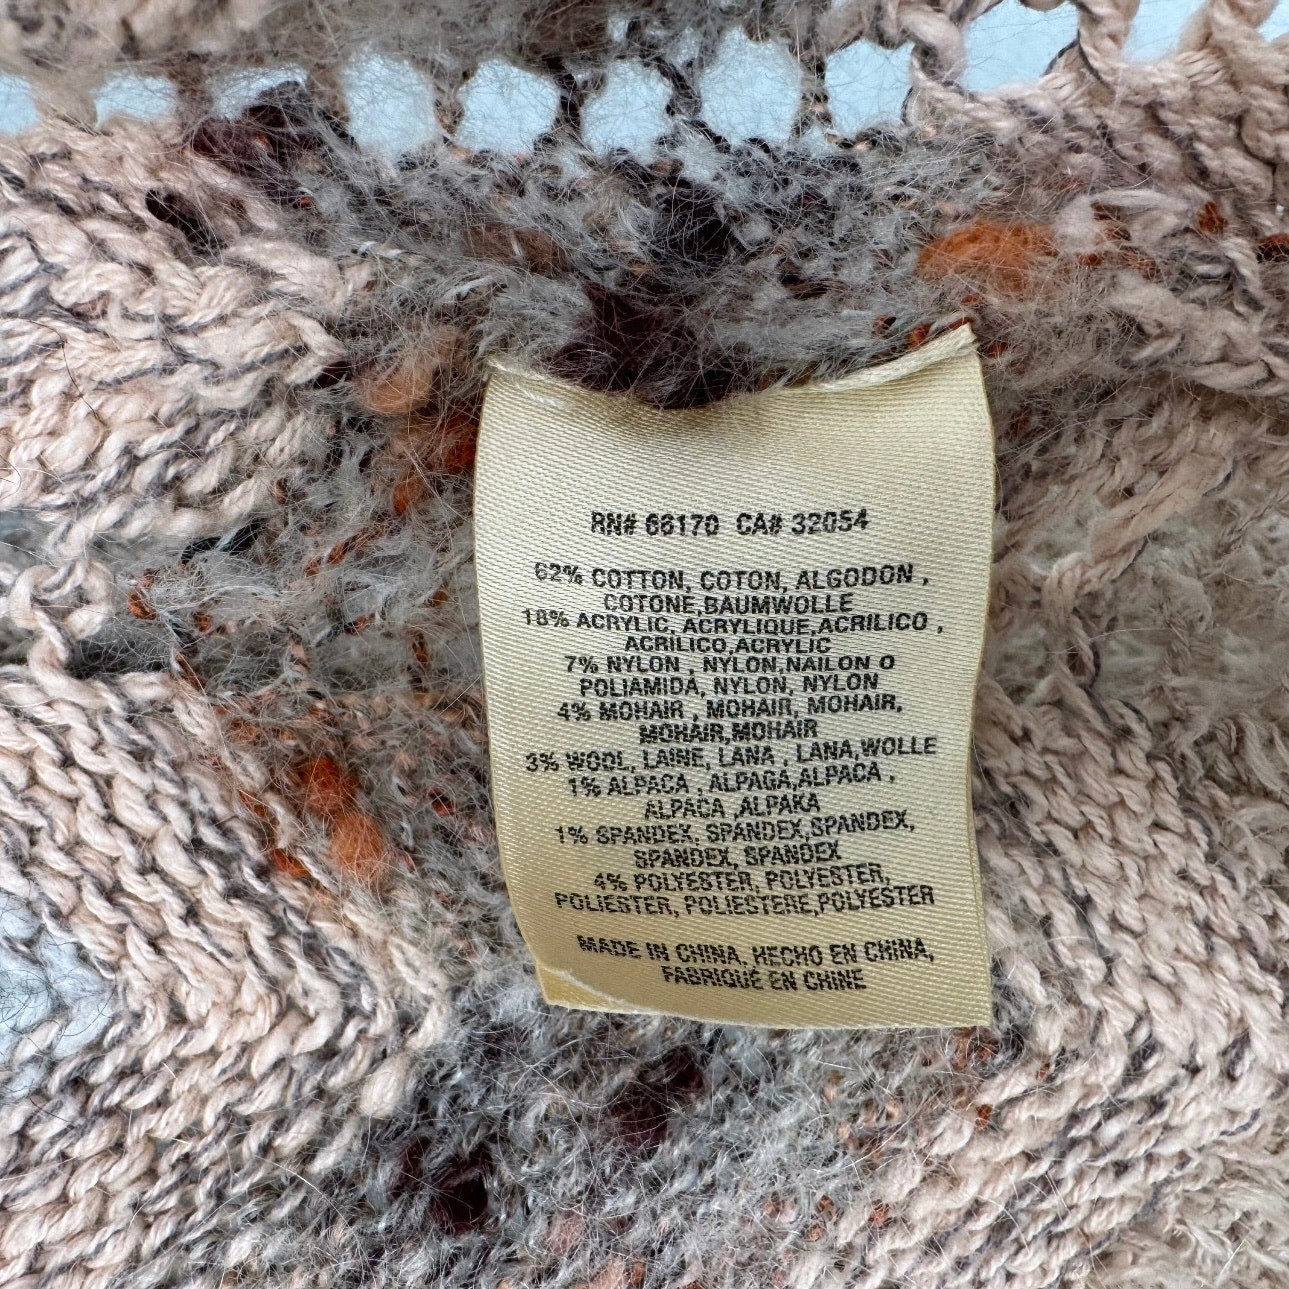 RN# 66170 CA# 32054
62% COTTON, COTON, ALGODON ,
COTONE,BAUMWOLLE
18% ACRYLIC, ACRYLIQUE,ACRILICO ,
ACRILICO,ACRYLIC
7% NYLON , NYLON,NAILON O
POLIAMIDA, NYLON, NYLON
4% MOHAIR , MOHAIR, MOHAIR,
MOHAIR,MOHAIR
3% WOOL, LAINE, LANA , LANA,WOLLE
1% ALPACA , ALPAGA,ALPACA ,
ALPACA ,ALPAKA
1% SPANDEX, SPANDEX,SPANDEX,
SPANDEX, SPANDEX
4% POLYESTER, POLYESTER,
POLIESTER, POLIESTERE,POLYESTER
MADE IN CHINA, HECHO EN CHINA,
FABRIQUÉ EN CHINE